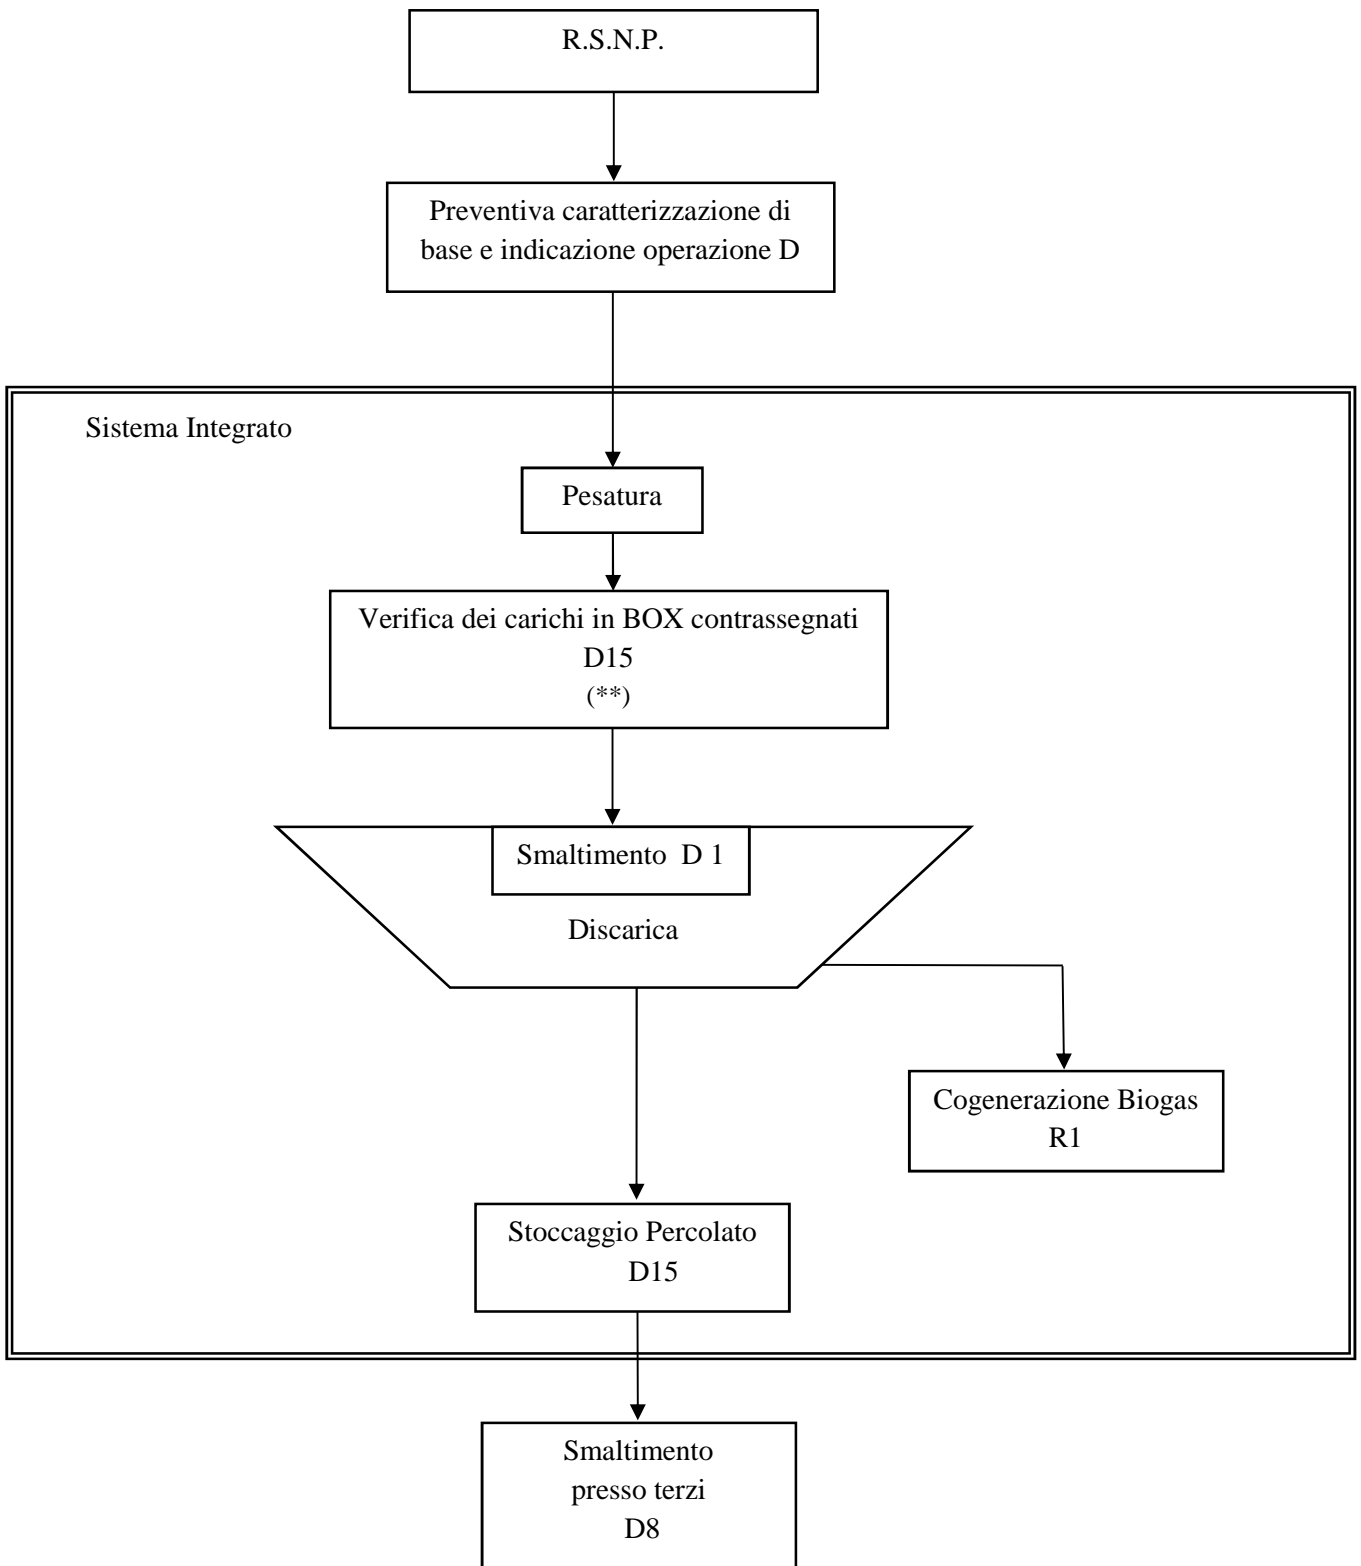 R.S.N.P.
Preventiva caratterizzazione di
base e indicazione operazione D
Sistema Integrato
Pesatura
Verifica dei carichi in BOX contrassegnati
D15
(**)
Smaltimento D 1
Discarica
Cogenerazione Biogas
R1
Stoccaggio Percolato
D15
Smaltimento
presso terzi
D8